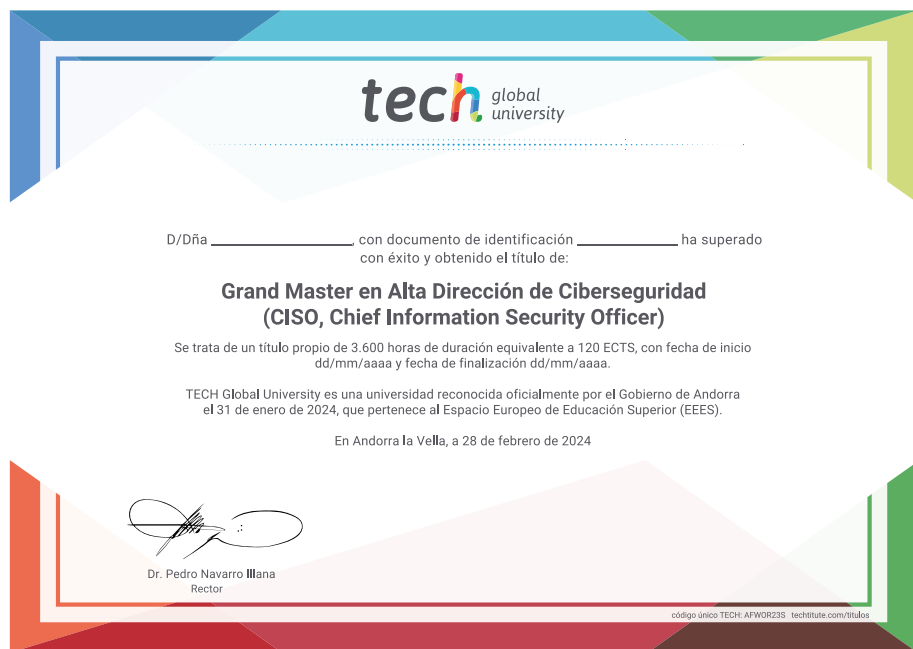 tech global university
D/Dña , con documento de identificación ha superado
con éxito y obtenido el título de:
Grand Master en Alta Dirección de Ciberseguridad
(CISO, Chief Information Security Officer)
Se trata de un título propio de 3.600 horas de duración equivalente a 120 ECTS, con fecha de inicio
dd/mm/aaaa y fecha de finalización dd/mm/aaaa.
TECH Global University es una universidad reconocida oficialmente por el Gobierno de Andorra
el 31 de enero de 2024, que pertenece al Espacio Europeo de Educación Superior (EEES).
En Andorra la Vella, a 28 de febrero de 2024
Dr. Pedro Navarro Illana
Rector
código único TECH: AFWOR23S techtitute.com/titulos